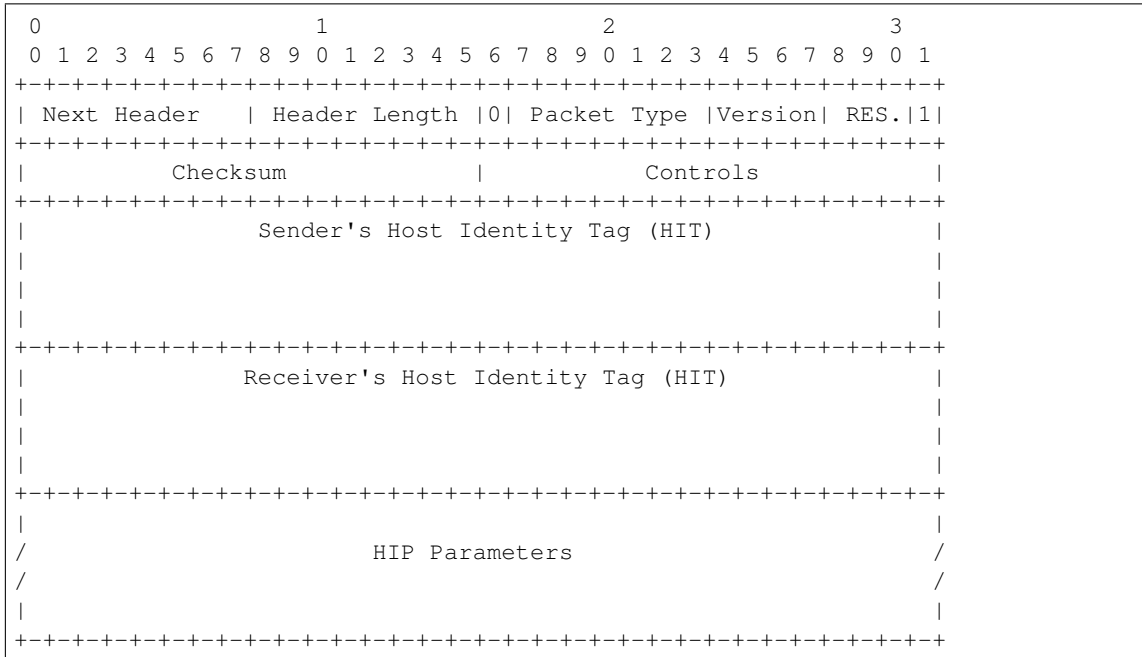 0                   1                   2                   3
 0 1 2 3 4 5 6 7 8 9 0 1 2 3 4 5 6 7 8 9 0 1 2 3 4 5 6 7 8 9 0 1
+-+-+-+-+-+-+-+-+-+-+-+-+-+-+-+-+-+-+-+-+-+-+-+-+-+-+-+-+-+-+-+-+
| Next Header   | Header Length |0| Packet Type |Version| RES.|1|
+-+-+-+-+-+-+-+-+-+-+-+-+-+-+-+-+-+-+-+-+-+-+-+-+-+-+-+-+-+-+-+-+
|          Checksum             |           Controls            |
+-+-+-+-+-+-+-+-+-+-+-+-+-+-+-+-+-+-+-+-+-+-+-+-+-+-+-+-+-+-+-+-+
|                Sender's Host Identity Tag (HIT)               |
|                                                               |
|                                                               |
|                                                               |
+-+-+-+-+-+-+-+-+-+-+-+-+-+-+-+-+-+-+-+-+-+-+-+-+-+-+-+-+-+-+-+-+
|               Receiver's Host Identity Tag (HIT)              |
|                                                               |
|                                                               |
|                                                               |
+-+-+-+-+-+-+-+-+-+-+-+-+-+-+-+-+-+-+-+-+-+-+-+-+-+-+-+-+-+-+-+-+
|                                                               |
/                        HIP Parameters                         /
/                                                               /
|                                                               |
+-+-+-+-+-+-+-+-+-+-+-+-+-+-+-+-+-+-+-+-+-+-+-+-+-+-+-+-+-+-+-+-+